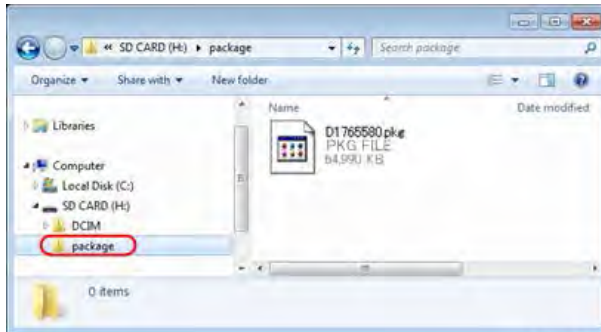 « SD CARD (H:) ▸ package
Search package
Organize ▾ Share with ▾ New folder
Name
Date modified
Libraries
Computer
Local Disk (C:)
SD CARD (H:)
DCIM
package
D1765580.pkg
PKG FILE
64,990 KB
0 items